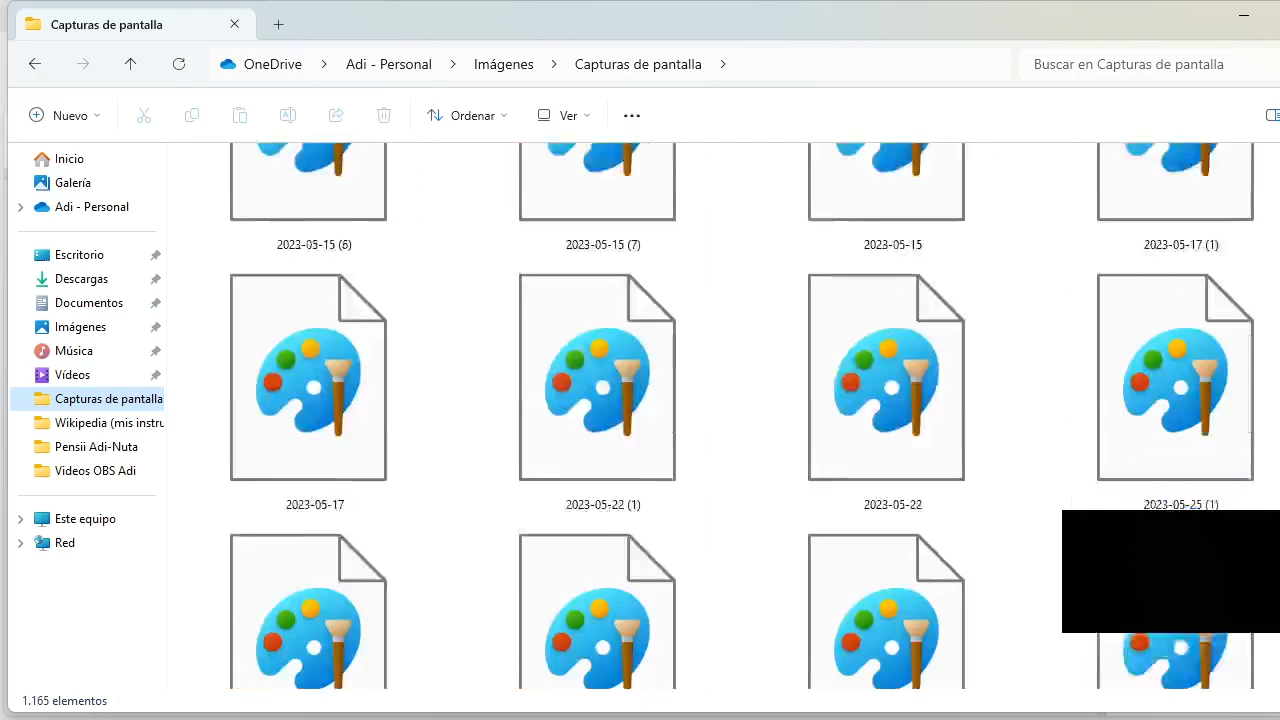 Capturas de pantalla
OneDrive
Adi - Personal
Imágenes
Capturas de pantalla
Buscar en Capturas de pantalla
Nuevo
Ordenar
Ver
Inicio
Galería
Adi - Personal
Escritorio
Descargas
Documentos
Imágenes
Música
Vídeos
Capturas de pantalla
Wikipedia (mis instru
Pensii Adi-Nuta
Videos OBS Adi
Este equipo
Red
2023-05-15 (6)
2023-05-15 (7)
2023-05-15
2023-05-17 (1)
2023-05-17
2023-05-22 (1)
2023-05-22
2023-05-25 (1)
1.165 elementos